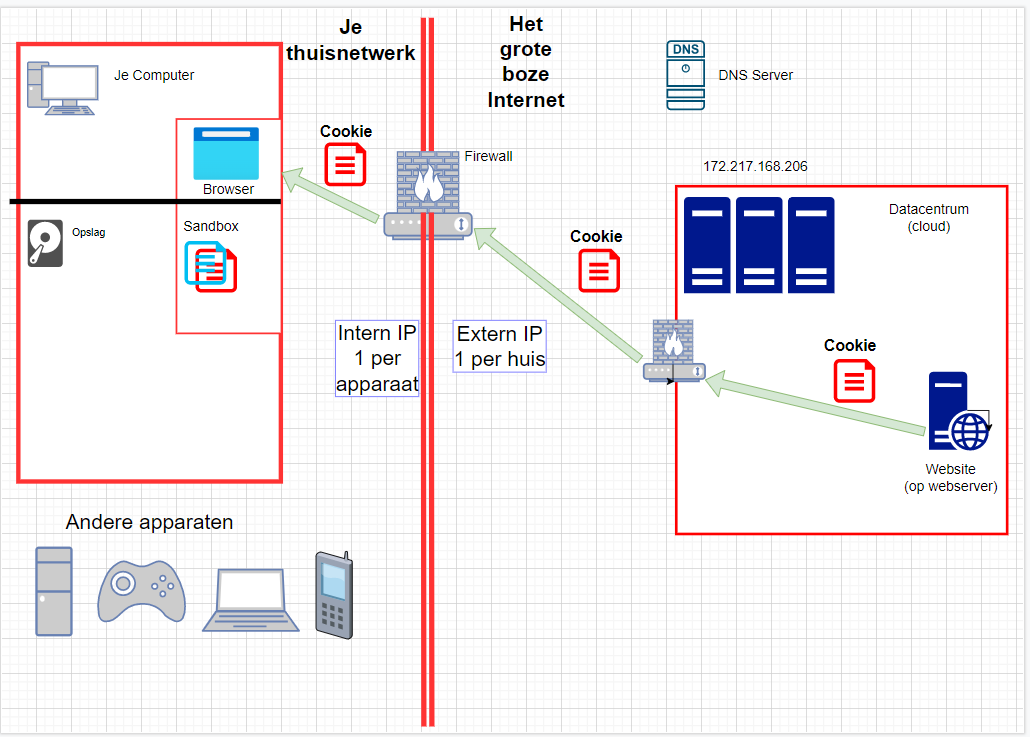 Je
thuisnetwerk
Het
grote
boze
Internet
DNS
DNS Server
Je Computer
Cookie
Browser
Firewall
172.217.168.206
Opslag
Sandbox
Cookie
Datacentrum
(cloud)
Intern IP
1 per
apparaat
Extern IP
1 per huis
Cookie
Website
(op webserver)
Andere apparaten